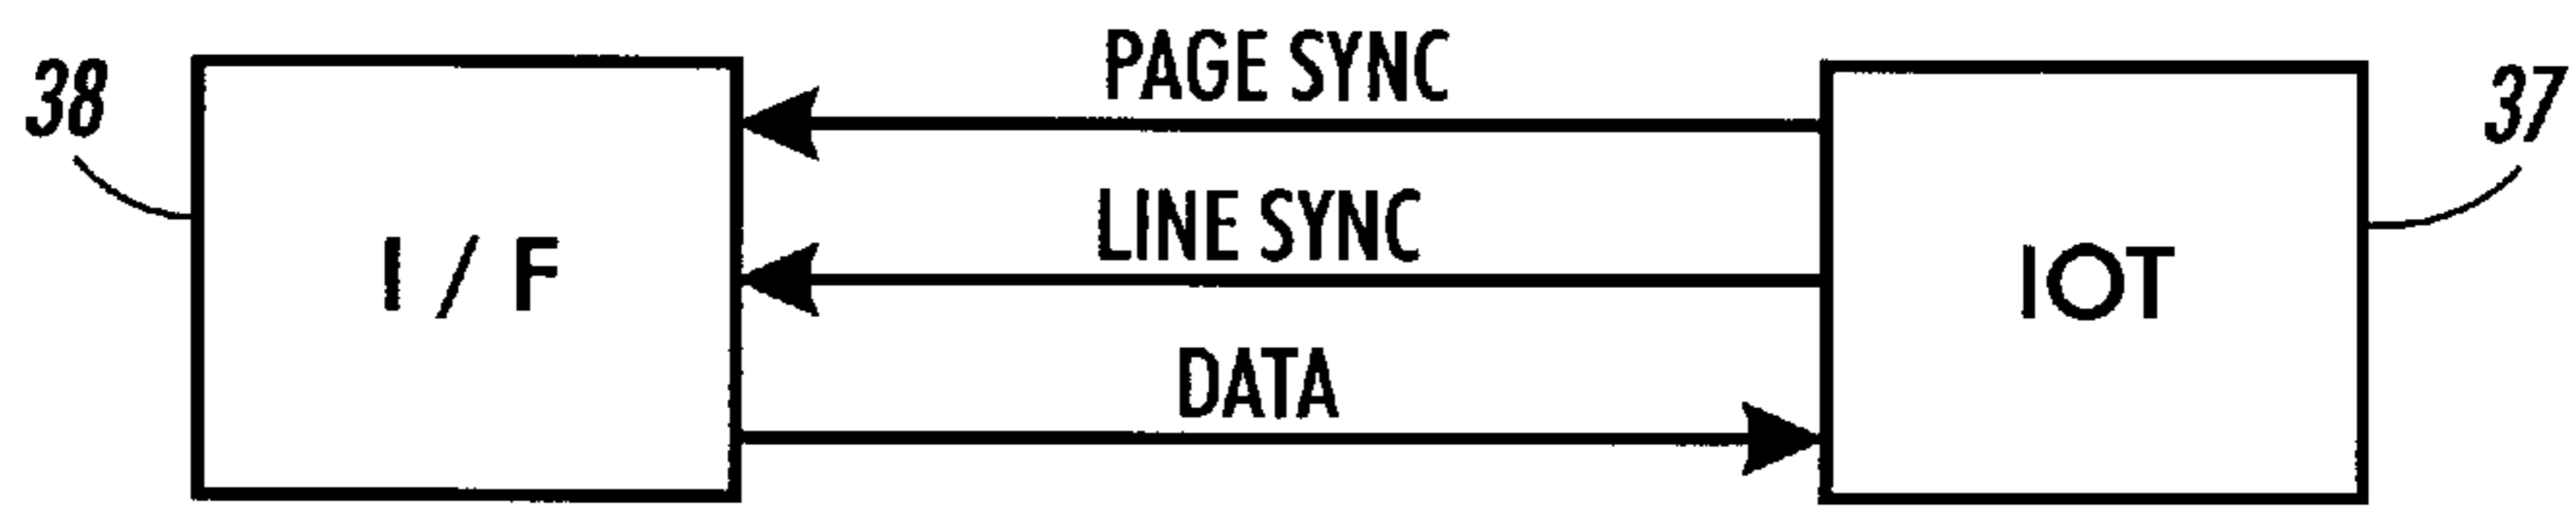 PAGE SYNC
38
37
LINE SYNC
I / F
IOT
DATA